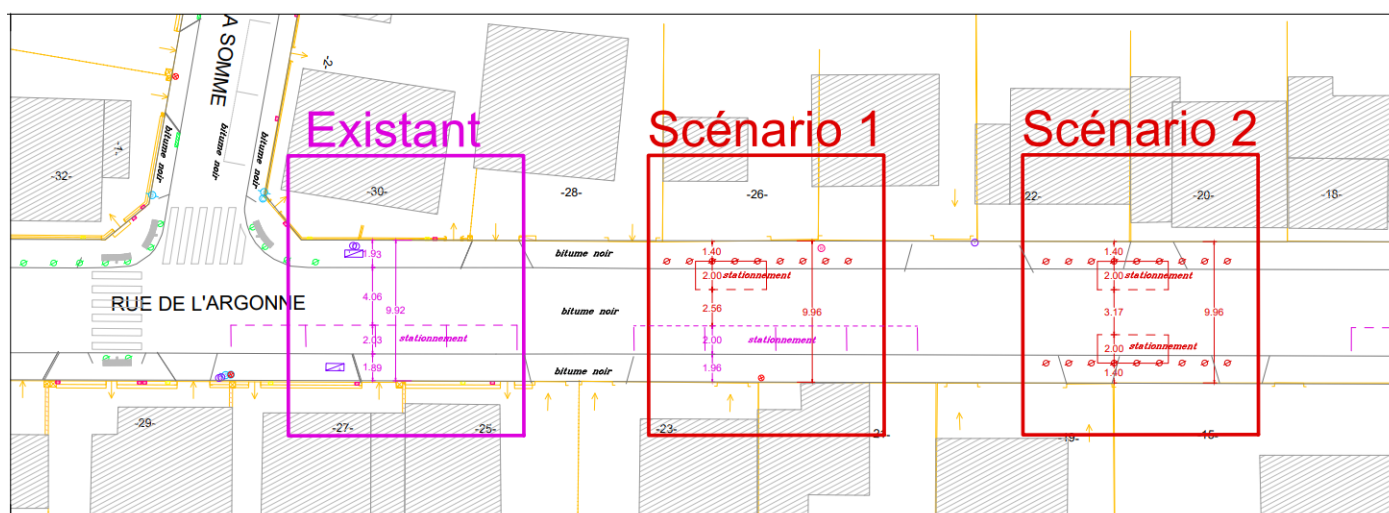 A SOMME
bitume noir
bitume noir
bitume noir
-2-
-1-
-32-
Existant
Scénario 1
Scénario 2
-30-
-28-
-26-
-22-
-20-
-18-
1.93
4.06
9.92
2.03
stationnement
1.89
bitume noir
bitume noir
bitume noir
1.40
2.00
stationnement
2.56
9.96
2.00
stationnement
1.96
1.40
2.00
stationnement
3.17
9.96
2.00
stationnement
1.40
RUE DE L'ARGONNE
-29-
-27-
-25-
-23-
-21-
-19-
-15-